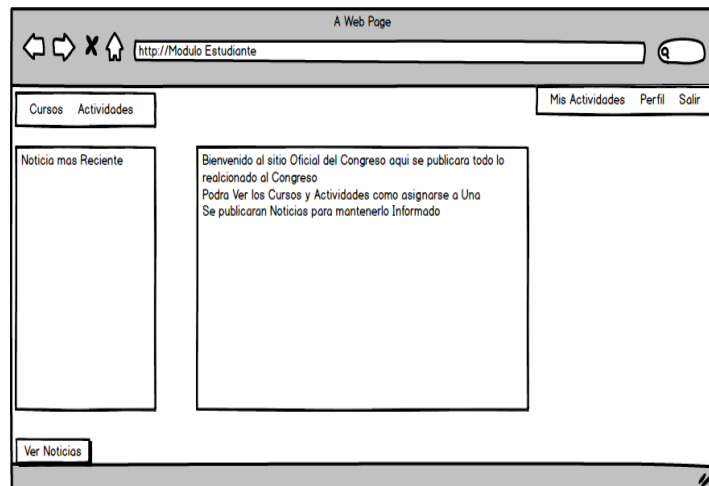 A Web Page
http://Modulo Estudiante
Cursos Actividades
Mis Actividades Perfil Salir
Noticia mas Reciente
Bienvenido al sitio Oficial del Congreso aqui se publicara todo lo
realcionado al Congreso
Podra Ver los Cursos y Actividades como asignarse a Una
Se publicaran Noticias para mantenerlo Informado
Ver Noticias